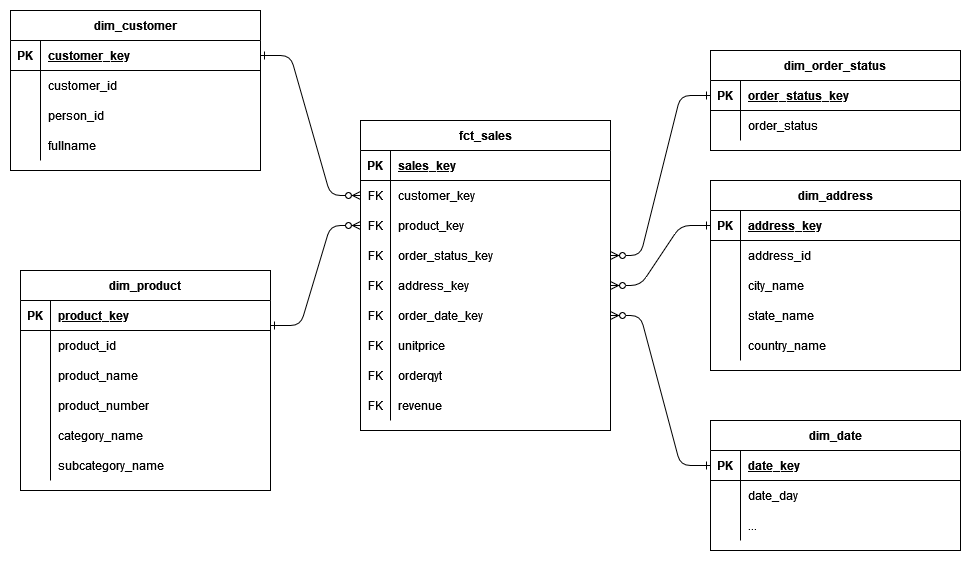 dim_customer
PK customer_key
customer_id
person_id
fullname
dim_product
PK product_key
product_id
product_name
product_number
category_name
subcategory_name
fct_sales
PK sales_key
FK customer_key
FK product_key
FK order_status_key
FK address_key
FK order_date_key
FK unitprice
FK orderqyt
FK revenue
dim_order_status
PK order_status_key
order_status
dim_address
PK address_key
address_id
city_name
state_name
country_name
dim_date
PK date_key
date_day
...